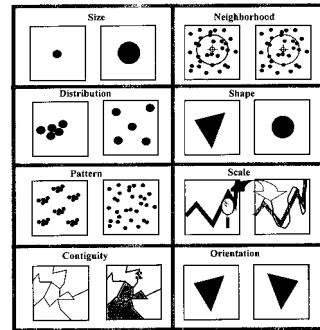 Size
Neighborhood
Distribution
Shape
Pattern
Scale
Contiguity
Orientation